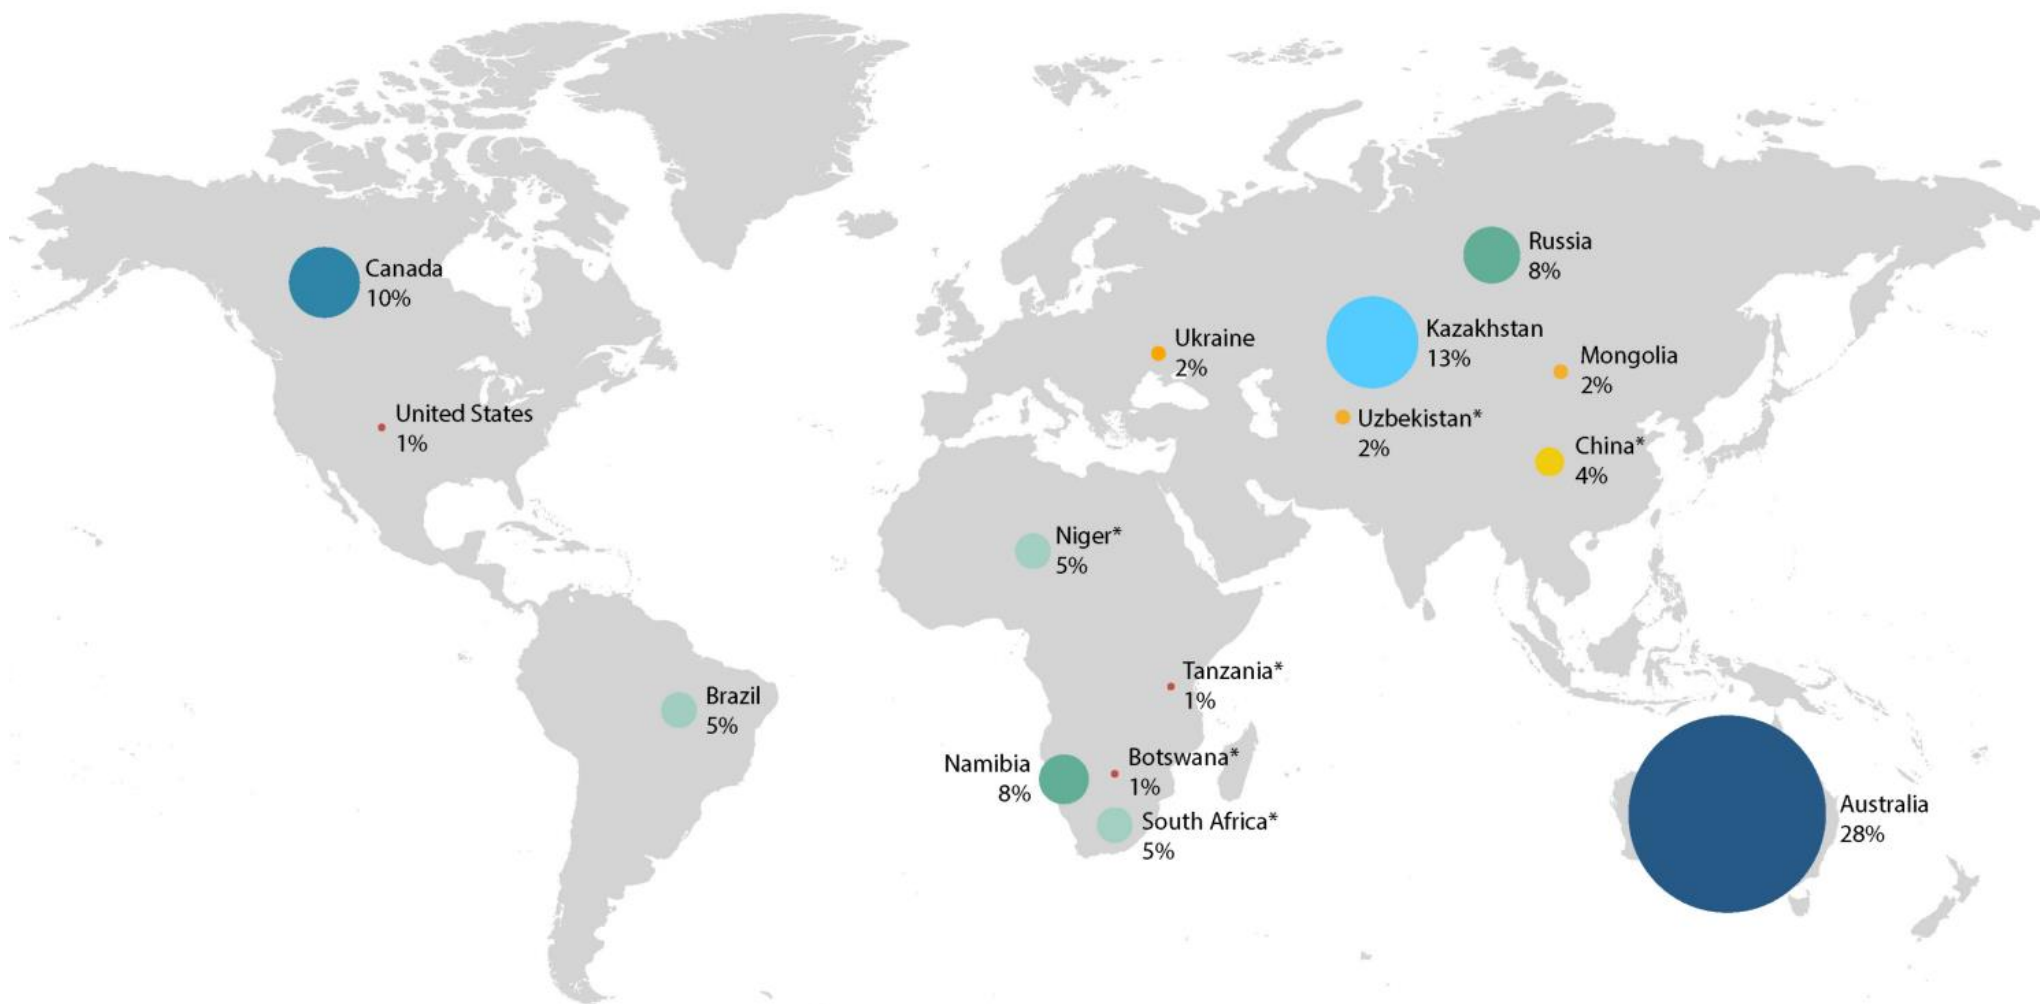 Russia
8%
Canada
10%
Kazakhstan
13%
Ukraine
2%
Mongolia
2%
United States
1%
Uzbekistan*
2%
China*
4%
Niger*
5%
Tanzania*
1%
Brazil
5%
Namibia
8%
Botswana*
1%
Australia
28%
South Africa*
5%